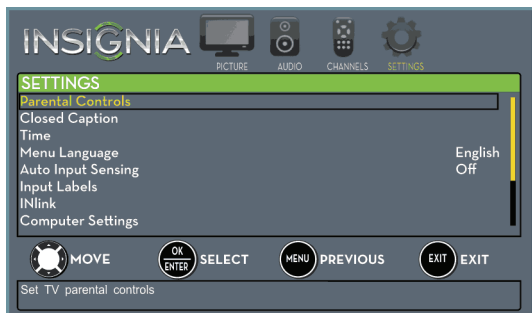 INSIGNIA
PICTURE AUDIO CHANNELS SETTINGS
SETTINGS
Parental Controls
Closed Caption
Time
Menu Language English
Auto Input Sensing Off
Input Labels
INlink
Computer Settings
MOVE OK ENTER SELECT MENU PREVIOUS EXIT EXIT
Set TV parental controls